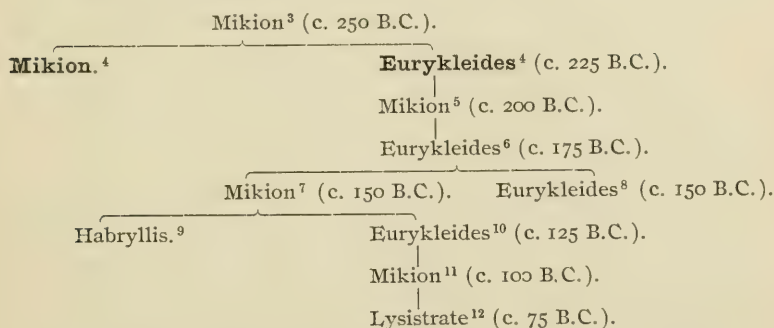 Mikion³ (c. 250 B.C.).
Mikion.⁴ Eurykleides⁴ (c. 225 B.C.).
Mikion⁵ (c. 200 B.C.).
Eurykleides⁶ (c. 175 B.C.).
Mikion⁷ (c. 150 B.C.). Eurykleides⁸ (c. 150 B.C.).
Habryllis.⁹ Eurykleides¹⁰ (c. 125 B.C.).
Mikion¹¹ (c. 100 B.C.).
Lysistrate¹² (c. 75 B.C.).